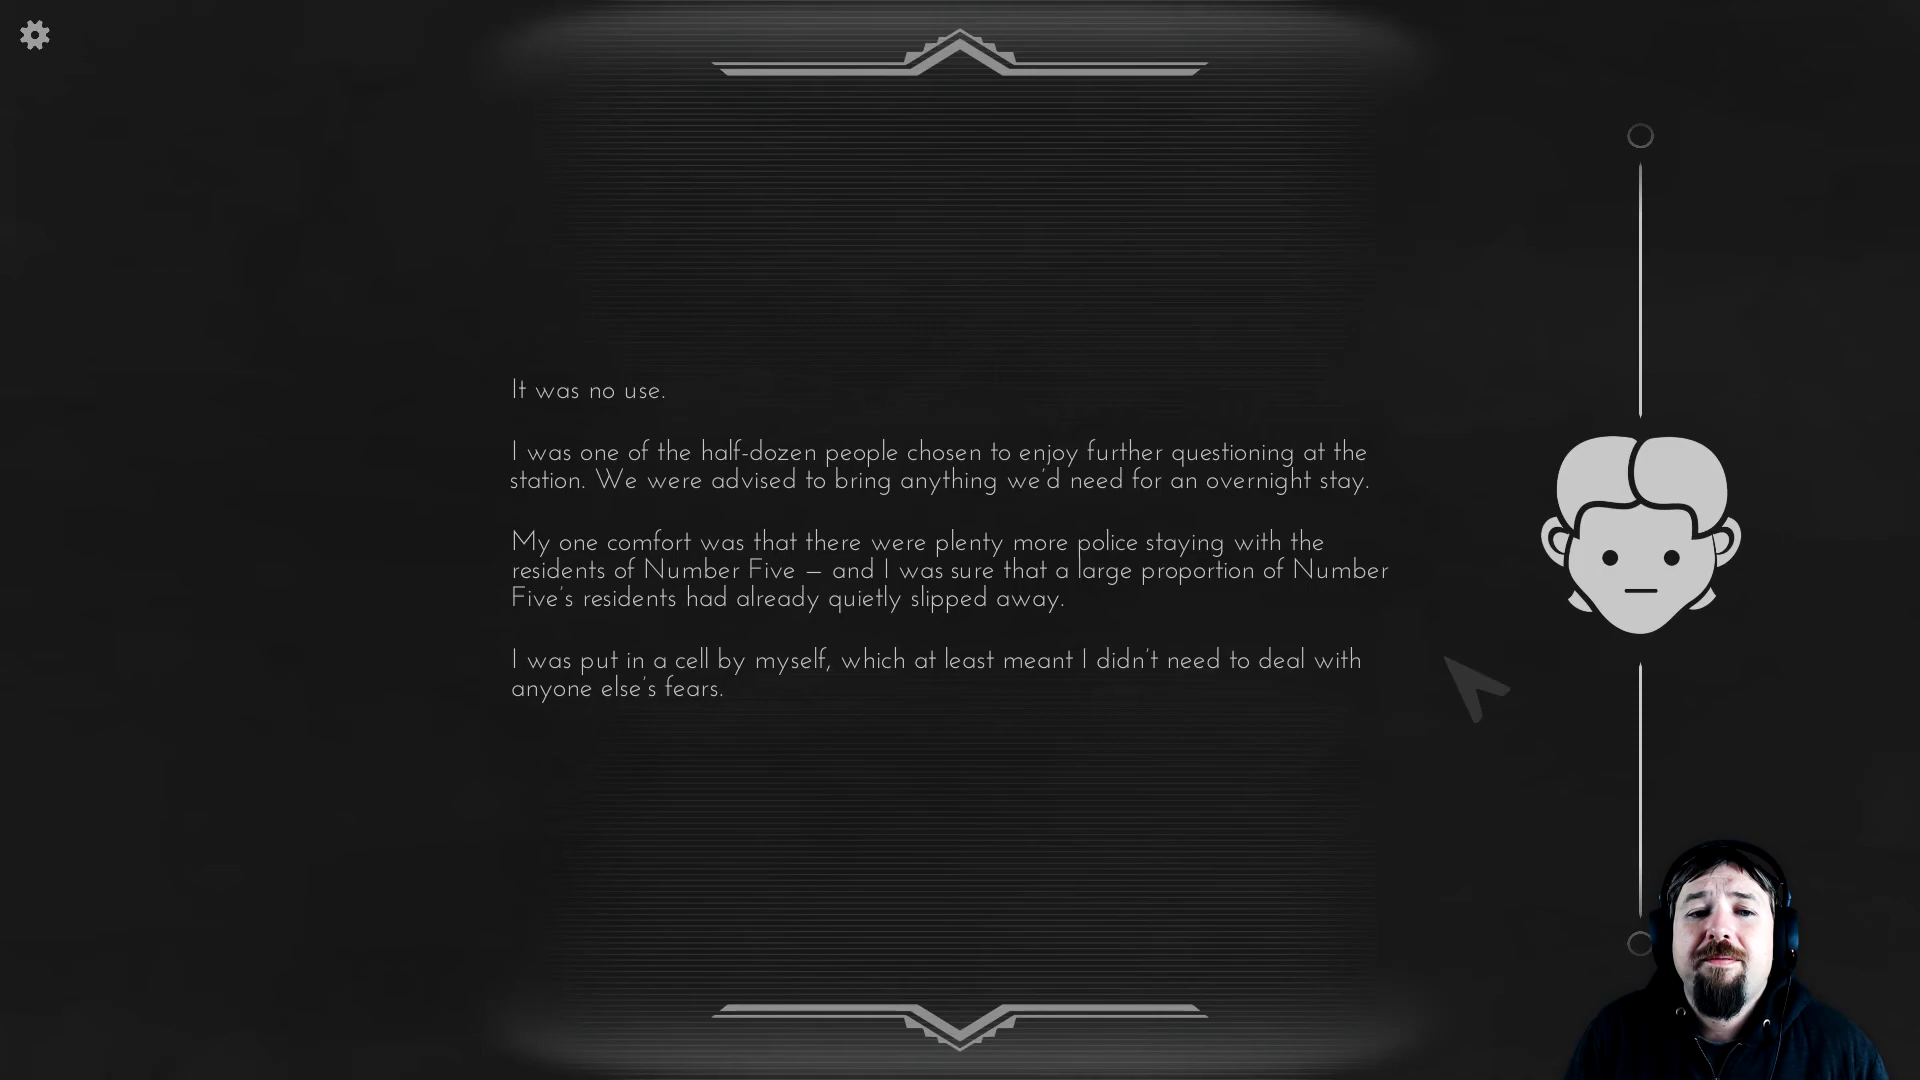 It was no use.
I was one of the half-dozen people chosen to enjoy further questioning at the
station. We were advised to bring anything we'd need for an overnight stay.
My one comfort was that there were plenty more police staying with the
residents of Number Five – and I was sure that a large proportion of Number
Five's residents had already quietly slipped away.
I was put in a cell by myself, which at least meant I didn't need to deal with
anyone else's fears.